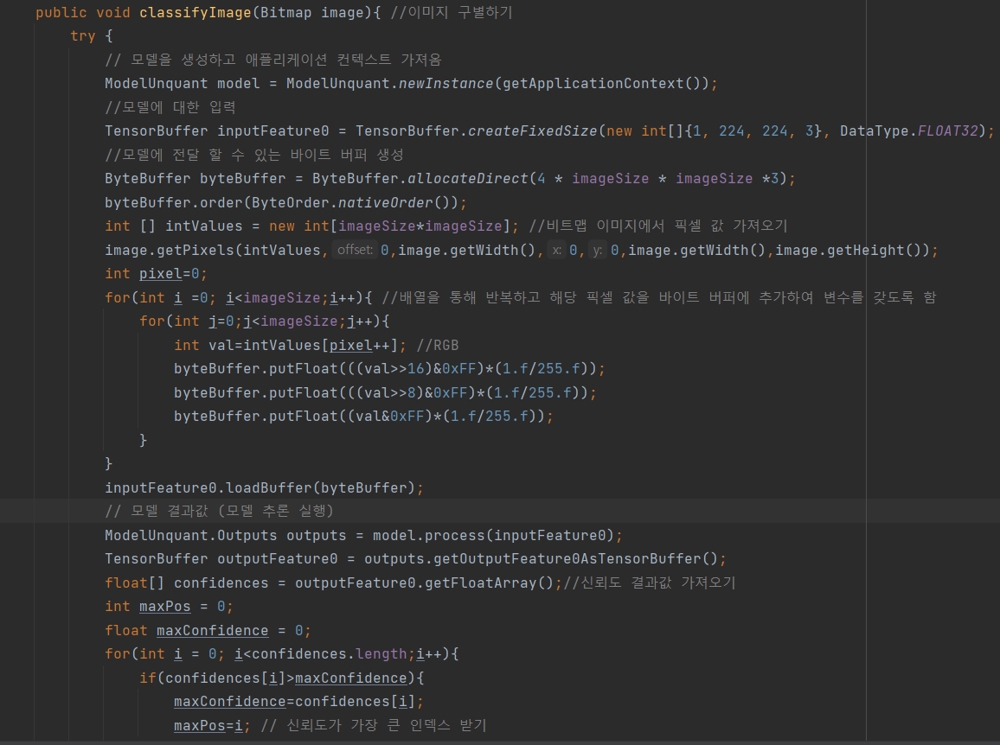 public void classifyImage(Bitmap image){ //이미지 구별하기
try {
// 모델을 생성하고 애플리케이션 컨텍스트 가져옴
ModelUnquant model = ModelUnquant.newInstance(getApplicationContext());
//모델에 대한 입력
TensorBuffer inputFeature0 = TensorBuffer.createFixedSize(new int[]{1, 224, 224, 3}, DataType.FLOAT32);
//모델에 전달 할 수 있는 바이트 버퍼 생성
ByteBuffer byteBuffer = ByteBuffer.allocateDirect(4 * imageSize * imageSize *3);
byteBuffer.order(ByteOrder.nativeOrder());
int [] intValues = new int[imageSize*imageSize]; //비트맵 이미지에서 픽셀 값 가져오기
image.getPixels(intValues, offset: 0,image.getWidth(), x: 0, y: 0,image.getWidth(),image.getHeight());
int pixel=0;
for(int i =0; i<imageSize;i++){ //배열을 통해 반복하고 해당 픽셀 값을 바이트 버퍼에 추가하여 변수를 갖도록 함
for(int j=0;j<imageSize;j++){
int val=intValues[pixel++]; //RGB
byteBuffer.putFloat(((val>>16)&0xFF)*(1.f/255.f));
byteBuffer.putFloat(((val>>8)&0xFF)*(1.f/255.f));
byteBuffer.putFloat((val&0xFF)*(1.f/255.f));
}
}
inputFeature0.loadBuffer(byteBuffer);
// 모델 결과값 (모델 추론 실행)
ModelUnquant.Outputs outputs = model.process(inputFeature0);
TensorBuffer outputFeature0 = outputs.getOutputFeature0AsTensorBuffer();
float[] confidences = outputFeature0.getFloatArray();//신뢰도 결과값 가져오기
int maxPos = 0;
float maxConfidence = 0;
for(int i = 0; i<confidences.length;i++){
if(confidences[i]>maxConfidence){
maxConfidence=confidences[i];
maxPos=i; // 신뢰도가 가장 큰 인덱스 받기